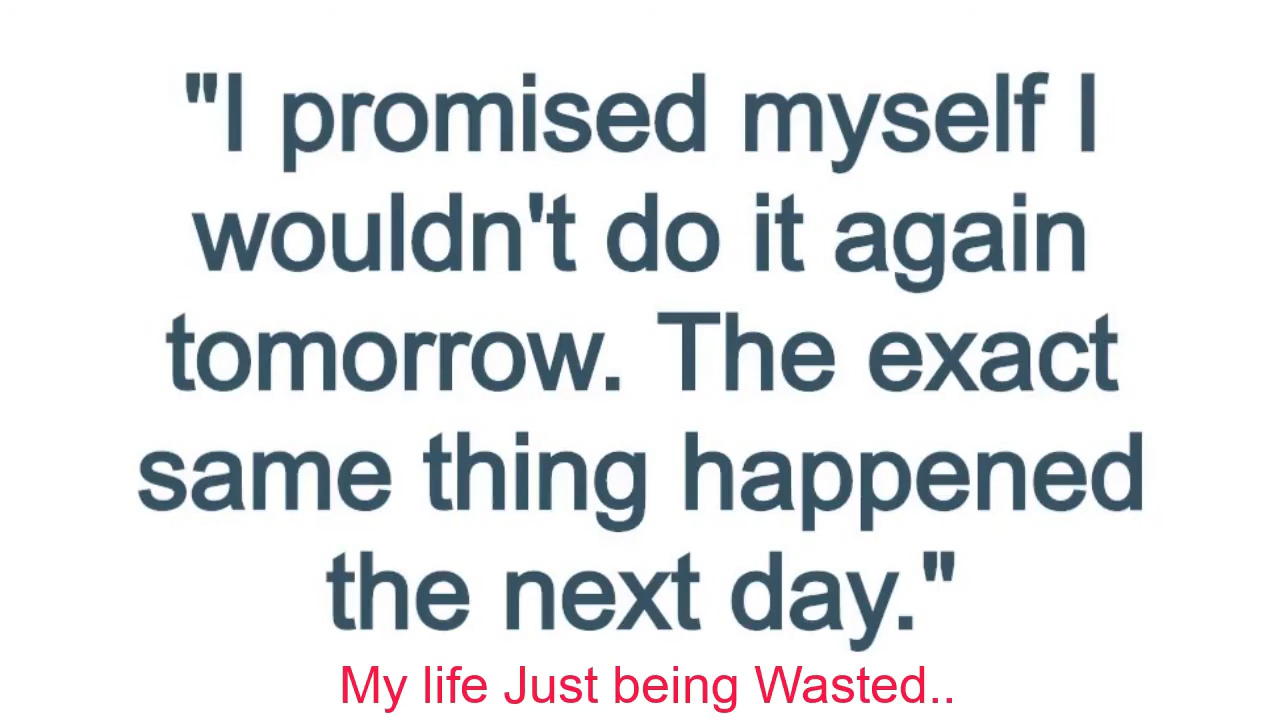 "I promised myself I
wouldn't do it again
tomorrow. The exact
same thing happened
the next day."
My life Just being Wasted..